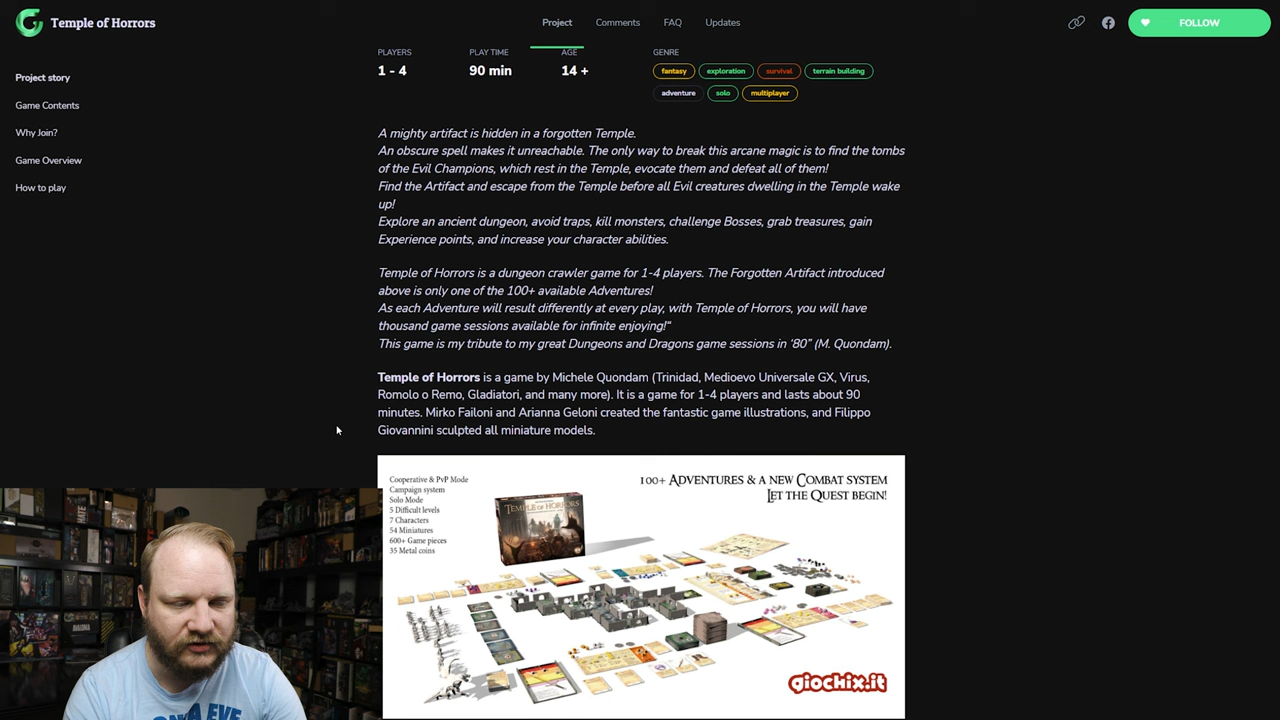 Temple of Horrors
Project Comments FAQ Updates
FOLLOW
Project story
Game Contents
Why Join?
Game Overview
How to play
PLAYERS PLAY TIME AGE GENRE
1 - 4 90 min 14 +
fantasy exploration survival terrain building
adventure solo multiplayer
A mighty artifact is hidden in a forgotten Temple.
An obscure spell makes it unreachable. The only way to break this arcane magic is to find the tombs
of the Evil Champions, which rest in the Temple, evocate them and defeat all of them!
Find the Artifact and escape from the Temple before all Evil creatures dwelling in the Temple wake
up!
Explore an ancient dungeon, avoid traps, kill monsters, challenge Bosses, grab treasures, gain
Experience points, and increase your character abilities.
Temple of Horrors is a dungeon crawler game for 1-4 players. The Forgotten Artifact introduced
above is only one of the 100+ available Adventures!
As each Adventure will result differently at every play, with Temple of Horrors, you will have
thousand game sessions available for infinite enjoying!"
This game is my tribute to my great Dungeons and Dragons game sessions in '80" (M. Quondam).
Temple of Horrors is a game by Michele Quondam (Trinidad, Medioevo Universale GX, Virus,
Romolo o Remo, Gladiatori, and many more). It is a game for 1-4 players and lasts about 90
minutes. Mirko Failoni and Arianna Geloni created the fantastic game illustrations, and Filippo
Giovannini sculpted all miniature models.
Cooperative & PvP Mode
Campaign system
Solo Mode
5 Difficult levels
7 Characters
54 Miniatures
600+ Game pieces
35 Metal coins
100+ ADVENTURES & A NEW COMBAT SYSTEM
LET THE QUEST BEGIN!
TEMPLE OF HORRORS
giochix.it